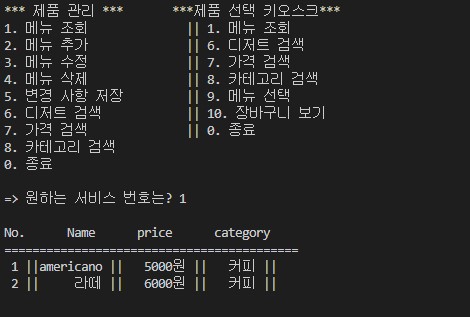 *** 제품 관리 ***       ***제품 선택 키오스크***
1. 메뉴 조회            || 1. 메뉴 조회
2. 메뉴 추가            || 6. 디저트 검색
3. 메뉴 수정            || 7. 가격 검색
4. 메뉴 삭제            || 8. 카테고리 검색
5. 변경 사항 저장       || 9. 메뉴 선택
6. 디저트 검색          || 10. 장바구니 보기
7. 가격 검색            || 0. 종료
8. 카테고리 검색
0. 종료
=> 원하는 서비스 번호는? 1
No.      Name      price      category
==========================================
1 ||americano ||   5000원 ||   커피 ||
2 ||     라떼 ||   6000원 ||   커피 ||